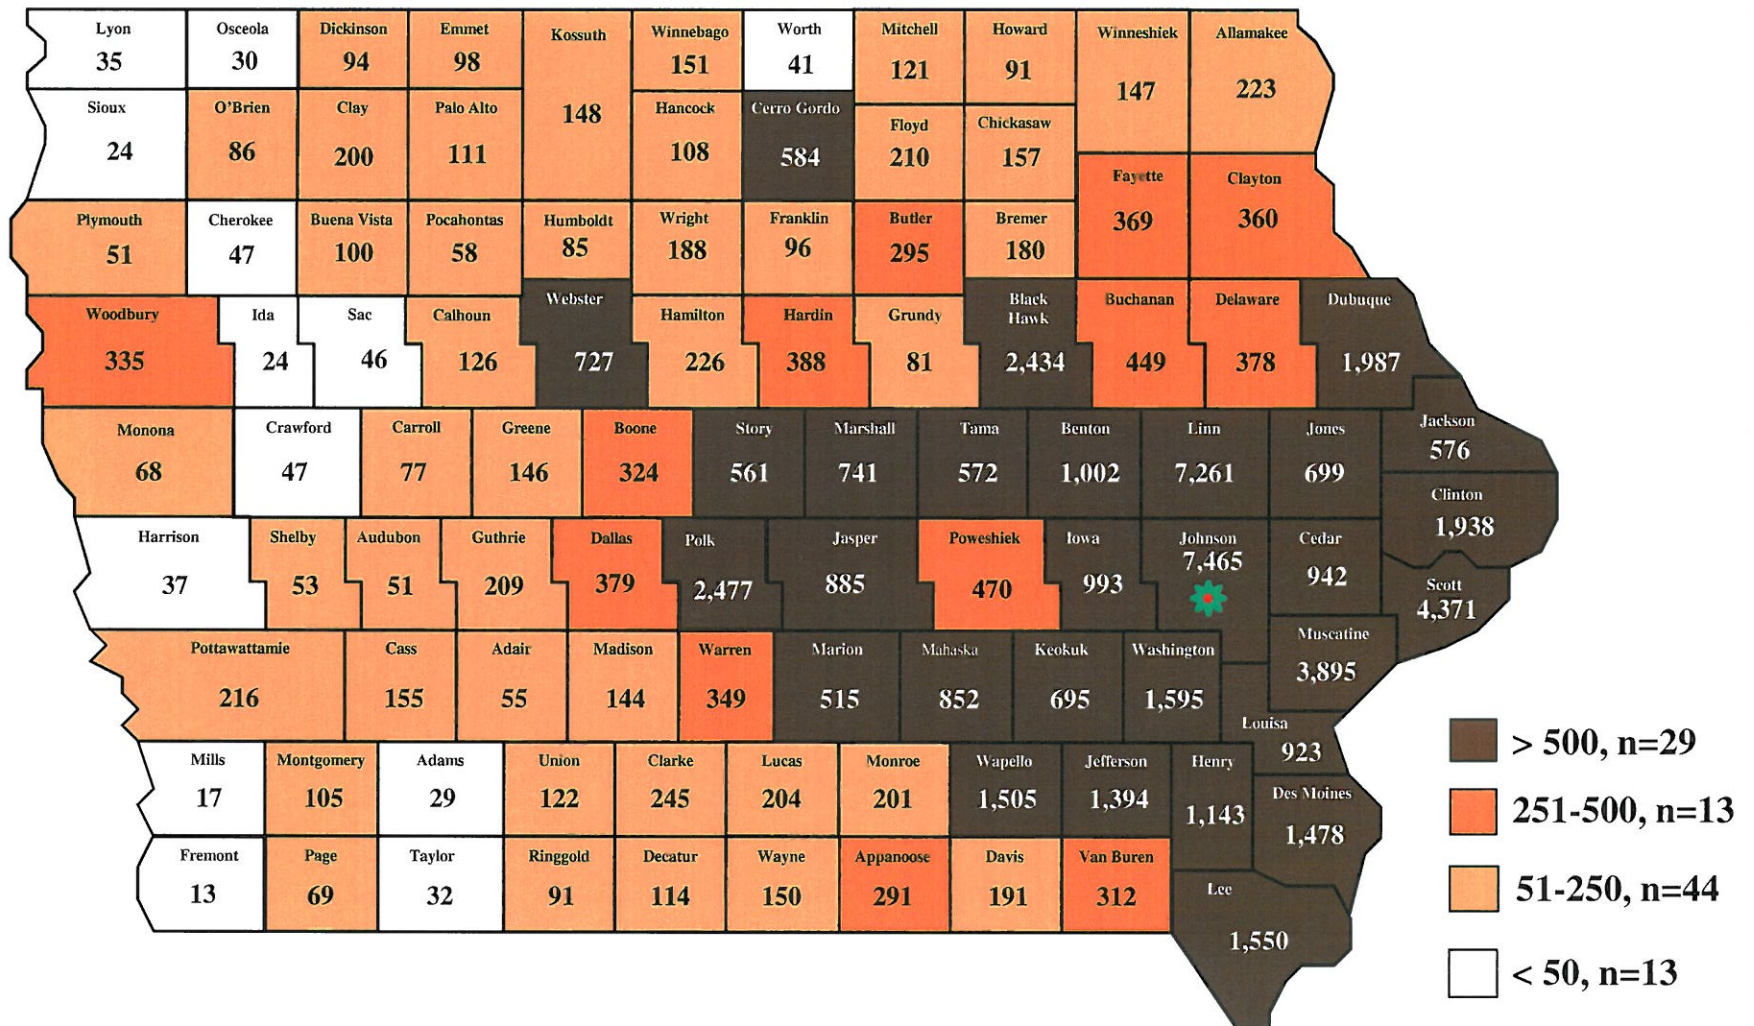 Lyon
35
Osceola
30
Dickinson
94
Emmet
98
Kossuth
148
Winnebago
151
Worth
41
Mitchell
121
Howard
91
Winneshiek
147
Allamakee
223
Sioux
24
O'Brien
86
Clay
200
Palo Alto
111
Hancock
108
Cerro Gordo
584
Floyd
210
Chickasaw
157
Fayette
369
Clayton
360
Plymouth
51
Cherokee
47
Buena Vista
100
Pocahontas
58
Humboldt
85
Wright
188
Franklin
96
Butler
295
Bremer
180
Woodbury
335
Ida
24
Sac
46
Calhoun
126
Webster
727
Hamilton
226
Hardin
388
Grundy
81
Black
Hawk
2,434
Buchanan
449
Delaware
378
Dubuque
1,987
Monona
68
Crawford
47
Carroll
77
Greene
146
Boone
324
Story
561
Marshall
741
Tama
572
Benton
1,002
Linn
7,261
Jones
699
Jackson
576
Clinton
1,938
Harrison
37
Shelby
53
Audubon
51
Guthrie
209
Dallas
379
Polk
2,477
Jasper
885
Poweshiek
470
Iowa
993
Johnson
7,465
Cedar
942
Scott
4,371
Muscatine
3,895
Pottawattamie
216
Cass
155
Adair
55
Madison
144
Warren
349
Marion
515
Mahaska
852
Keokuk
695
Washington
1,595
Louisa
923
Mills
17
Montgomery
105
Adams
29
Union
122
Clarke
245
Lucas
204
Monroe
201
Wapello
1,505
Jefferson
1,394
Henry
1,143
Des Moines
1,478
Fremont
13
Page
69
Taylor
32
Ringgold
91
Decatur
114
Wayne
150
Appanoose
291
Davis
191
Van Buren
312
Lee
1,550
> 500, n=29
251-500, n=13
51-250, n=44
< 50, n=13